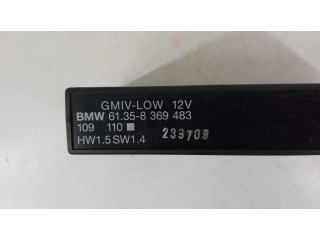 GMIV-LOW 12V
BMW 61.35-8 369 483
109 110 ■
HW1.5 SW1.4
239709